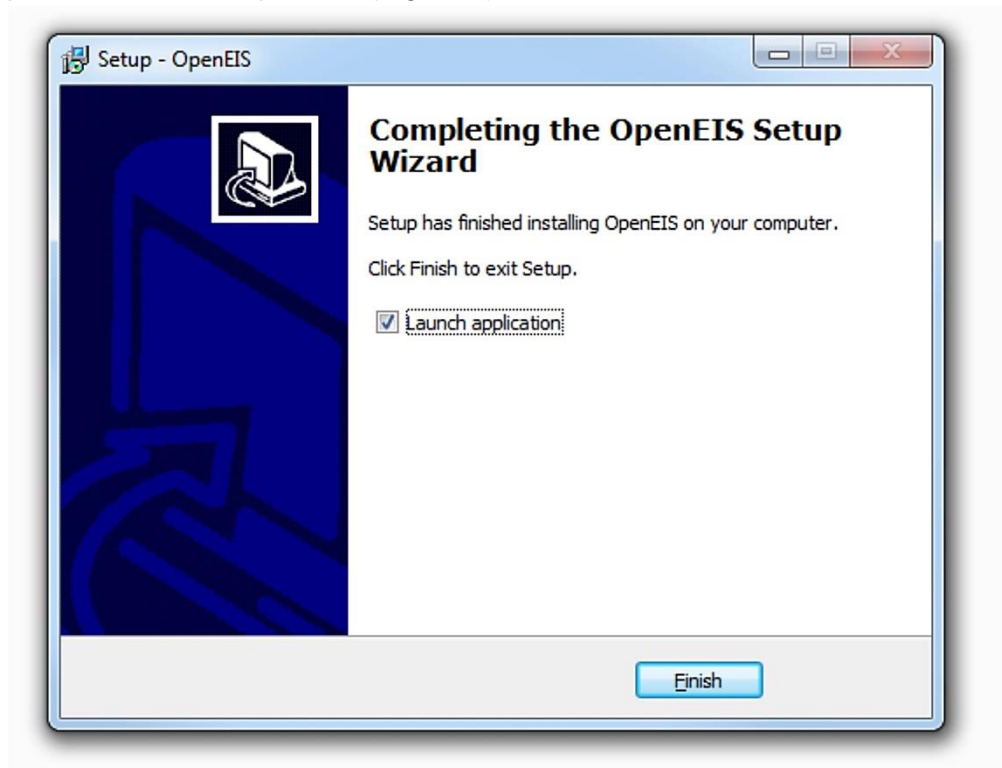 Setup - OpenEIS
Completing the OpenEIS Setup
Wizard
Setup has finished installing OpenEIS on your computer.
Click Finish to exit Setup.
Launch application
Finish